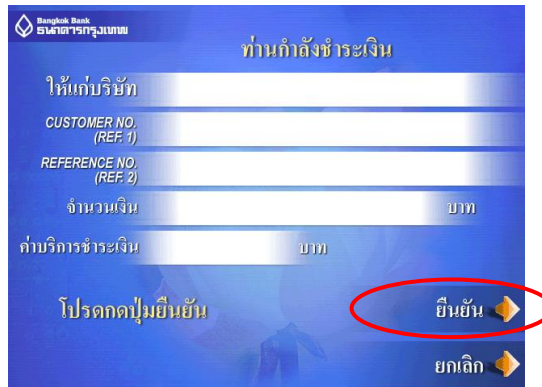 Bangkok Bank
ธนาคารกรุงเทพ
ท่านกำลังชำระเงิน
ให้แก่บริษัท
CUSTOMER NO.
(REF. 1)
REFERENCE NO.
(REF. 2)
จำนวนเงิน บาท
ค่าบริการชำระเงิน บาท
โปรดกดปุ่มยืนยัน ยืนยัน
ยกเลิก